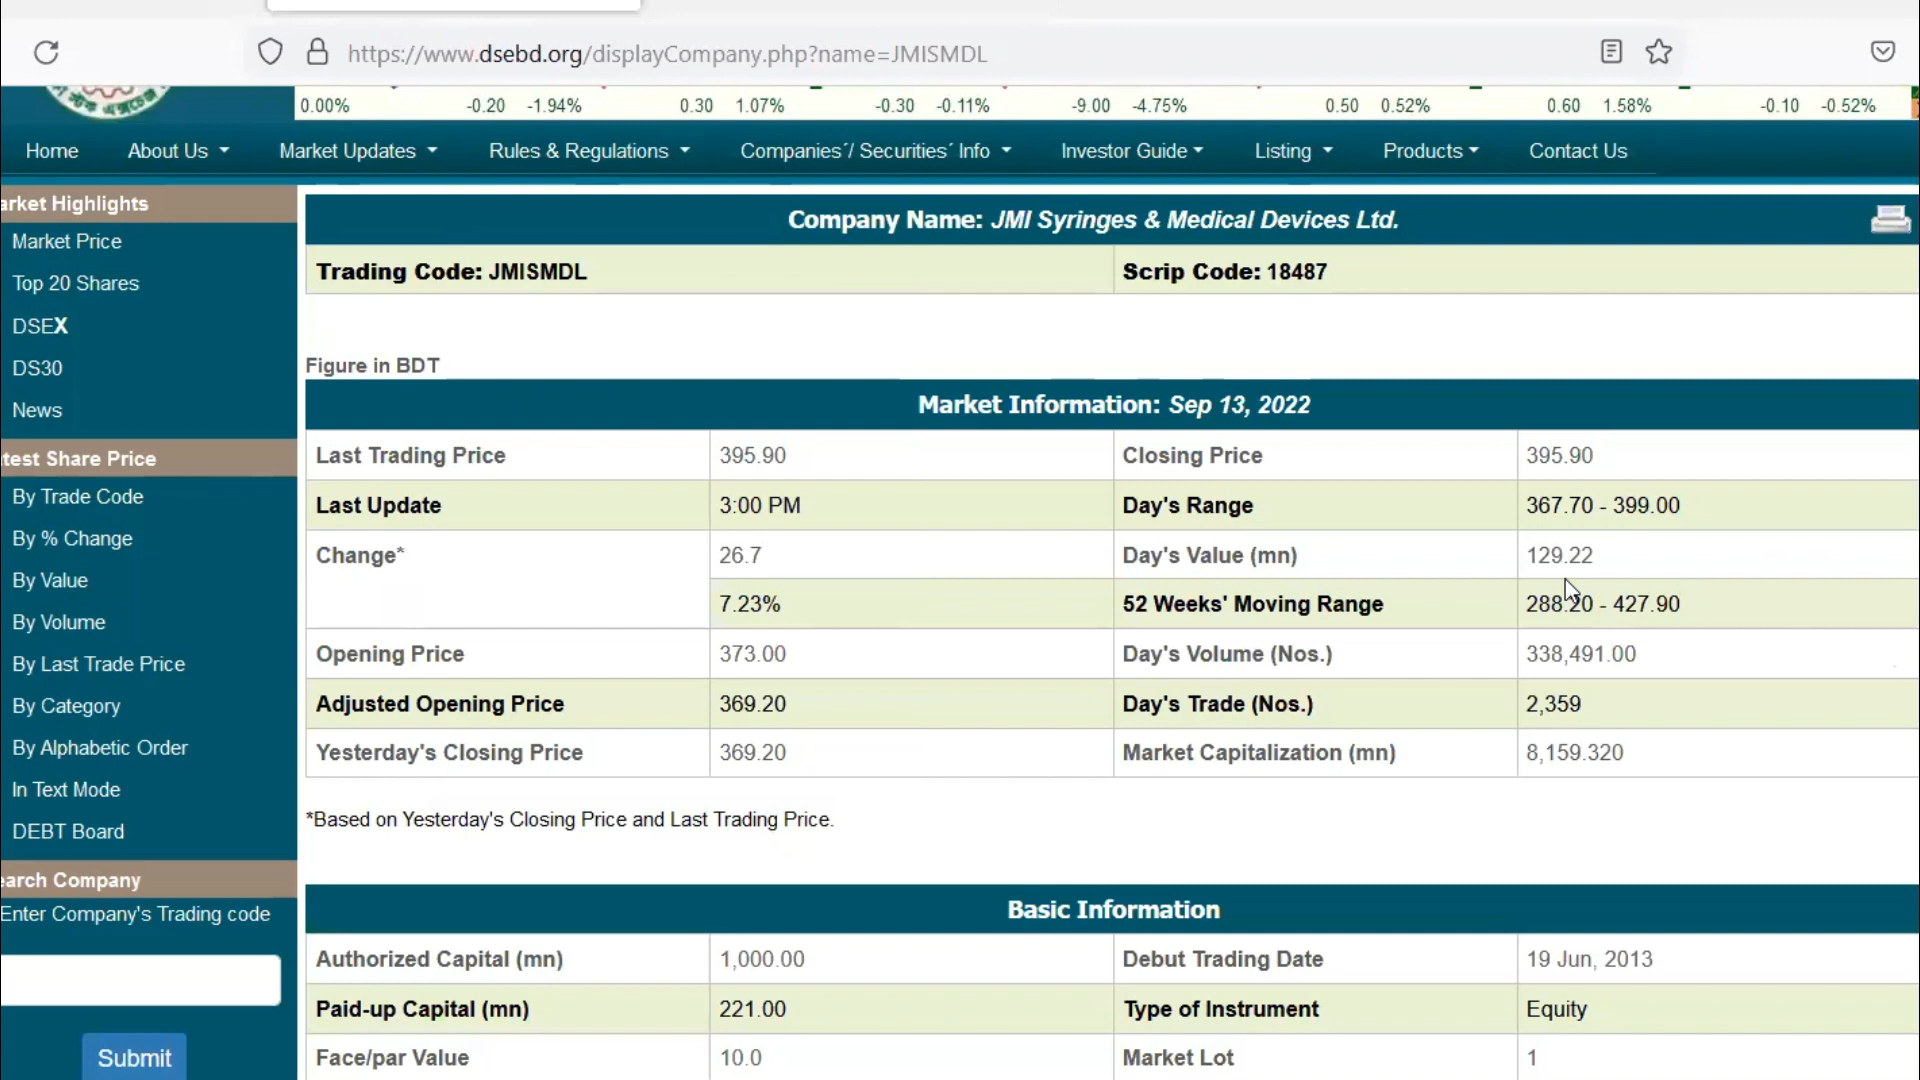 https://www.dsebd.org/displayCompany.php?name=JMISMDL
0.00% -0.20 -1.94% 0.30 1.07% -0.30 -0.11% -9.00 -4.75% 0.50 0.52% 0.60 1.58% -0.10 -0.52%
Home About Us Market Updates Rules & Regulations Companies´/ Securities´ Info Investor Guide Listing Products Contact Us
arket Highlights
Market Price
Top 20 Shares
DSEX
DS30
News
test Share Price
By Trade Code
By % Change
By Value
By Volume
By Last Trade Price
By Category
By Alphabetic Order
In Text Mode
DEBT Board
earch Company
Enter Company's Trading code
Submit
Company Name: JMI Syringes & Medical Devices Ltd.
Trading Code: JMISMDL Scrip Code: 18487
Figure in BDT
Market Information: Sep 13, 2022
Last Trading Price 395.90 Closing Price 395.90
Last Update 3:00 PM Day's Range 367.70 - 399.00
Change* 26.7 Day's Value (mn) 129.22
7.23% 52 Weeks' Moving Range 288.20 - 427.90
Opening Price 373.00 Day's Volume (Nos.) 338,491.00
Adjusted Opening Price 369.20 Day's Trade (Nos.) 2,359
Yesterday's Closing Price 369.20 Market Capitalization (mn) 8,159.320
*Based on Yesterday's Closing Price and Last Trading Price.
Basic Information
Authorized Capital (mn) 1,000.00 Debut Trading Date 19 Jun, 2013
Paid-up Capital (mn) 221.00 Type of Instrument Equity
Face/par Value 10.0 Market Lot 1